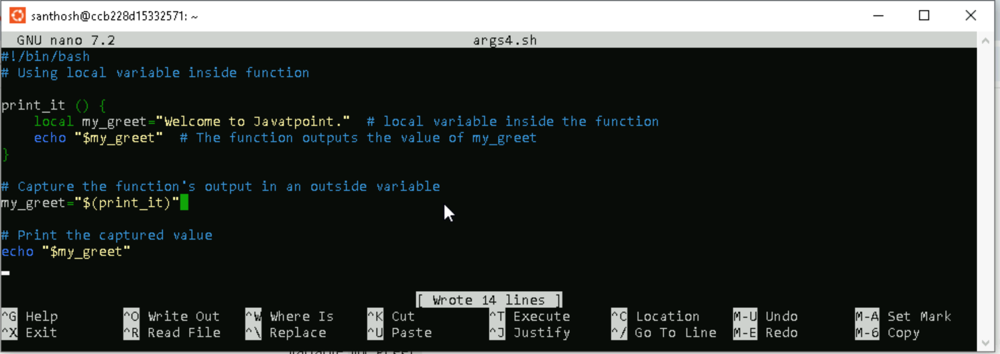 santhosh@ccb228d15332571: ~
GNU nano 7.2 args4.sh
#!/bin/bash
# Using local variable inside function
print_it () {
    local my_greet="Welcome to Javatpoint."  # local variable inside the function
    echo "$my_greet"  # The function outputs the value of my_greet
}
# Capture the function's output in an outside variable
my_greet="$(print_it)"
# Print the captured value
echo "$my_greet"
[ Wrote 14 lines ]
^G Help ^O Write Out ^W Where Is ^K Cut ^T Execute ^C Location M-U Undo M-A Set Mark
^X Exit ^R Read File ^\ Replace ^U Paste ^J Justify ^/ Go To Line M-E Redo M-6 Copy